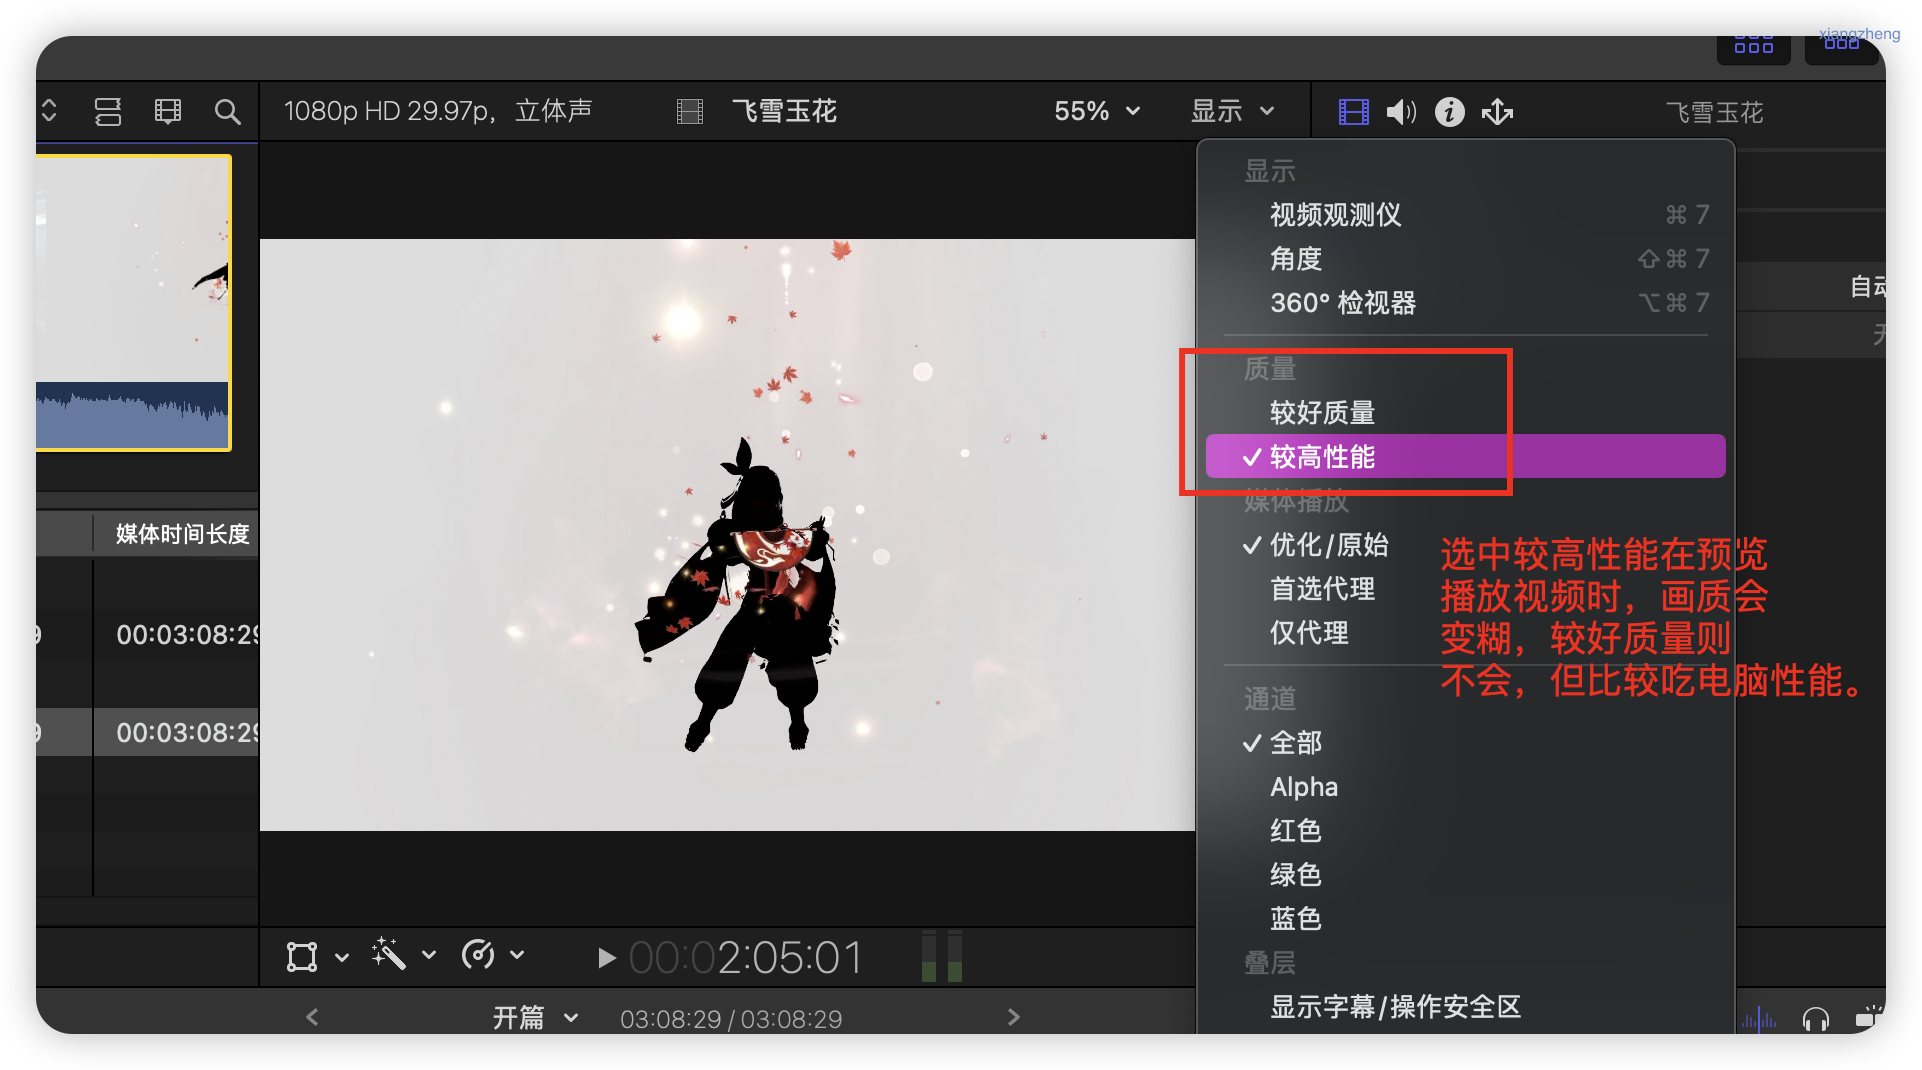 xiangzheng
1080p HD 29.97p, 立体声
飞雪玉花
55%
显示
飞雪玉花
显示
视频观测仪 ⌘ 7
角度 ⇧⌘ 7
360° 检视器 ⌥⌘ 7
质量
较好质量
✓ 较高性能
媒体播放
✓ 优化/原始
首选代理
仅代理
通道
✓ 全部
Alpha
红色
绿色
蓝色
叠层
显示字幕/操作安全区
选中较高性能在预览
播放视频时，画质会
变糊，较好质量则
不会，但比较吃电脑性能。
自动
媒体时间长度
00:03:08:29
00:03:08:29
00:02:05:01
开篇
03:08:29 / 03:08:29